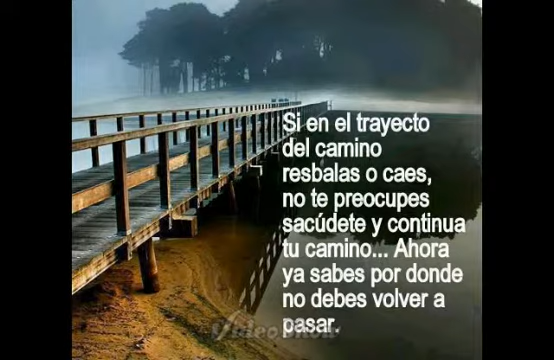 Si en el trayecto
del camino
resbalas o caes,
no te preocupes
sacúdete y continua
tu camino... Ahora
ya sabes por donde
no debes volver a
pasar.